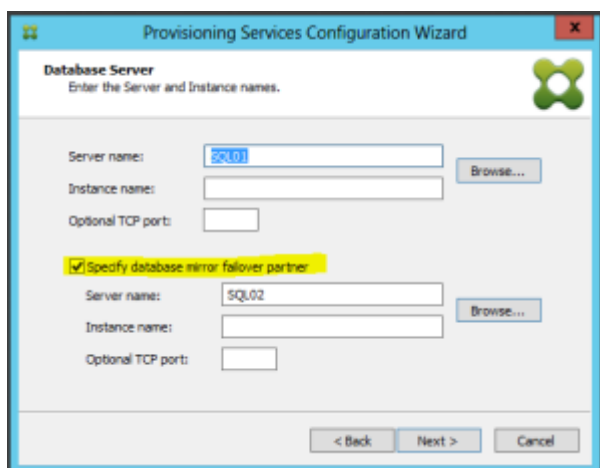 Provisioning Services Configuration Wizard
x
Database Server
Enter the Server and Instance names.
Server name:
SQL01
Browse...
Instance name:
Optional TCP port:
Specify database mirror failover partner
Server name:
SQL02
Browse...
Instance name:
Optional TCP port:
< Back
Next >
Cancel